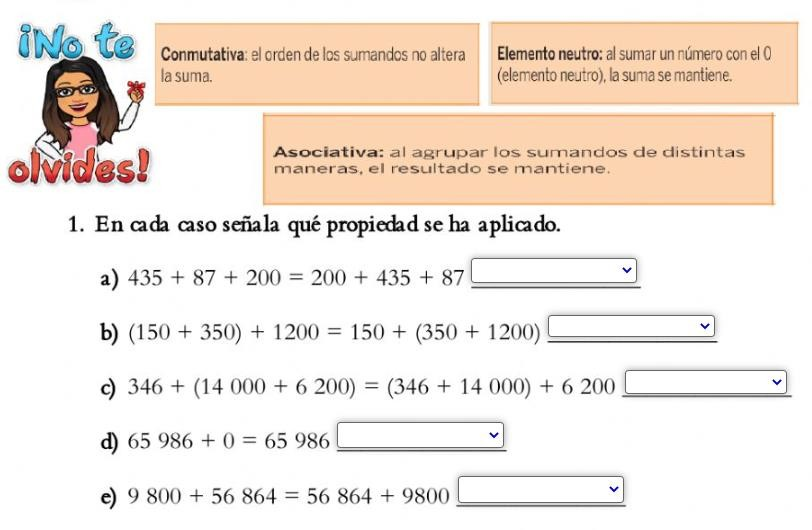 ¡No te
olvides!
Conmutativa: el orden de los sumandos no altera
la suma.
Elemento neutro: al sumar un número con el 0
(elemento neutro), la suma se mantiene.
Asociativa: al agrupar los sumandos de distintas
maneras, el resultado se mantiene.
1. En cada caso señala qué propiedad se ha aplicado.
a) 435 + 87 + 200 = 200 + 435 + 87
b) (150 + 350) + 1200 = 150 + (350 + 1200)
c) 346 + (14 000 + 6 200) = (346 + 14 000) + 6 200
d) 65 986 + 0 = 65 986
e) 9 800 + 56 864 = 56 864 + 9800